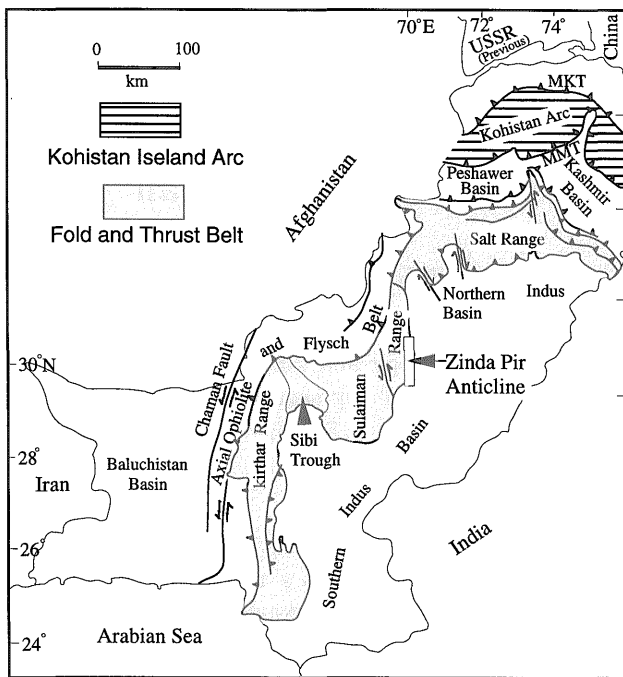 70°E
72°
74°
0
100
km
Kohistan Iseland Arc
Fold and Thrust Belt
USSR
(Previous)
China
MKT
Kohistan Arc
MMT
Peshawer
Basin
Kashmir
Basin
Afghanistan
Salt Range
Northern
Basin
Indus
Axial Ophiolite and Flysch Belt
Chaman Fault
Range
Sulaiman
Zinda Pir
Anticline
30°N
Kirthar Range
Sibi
Trough
Basin
Indus
Southern
28°
Baluchistan
Basin
Iran
India
26°
24°
Arabian Sea